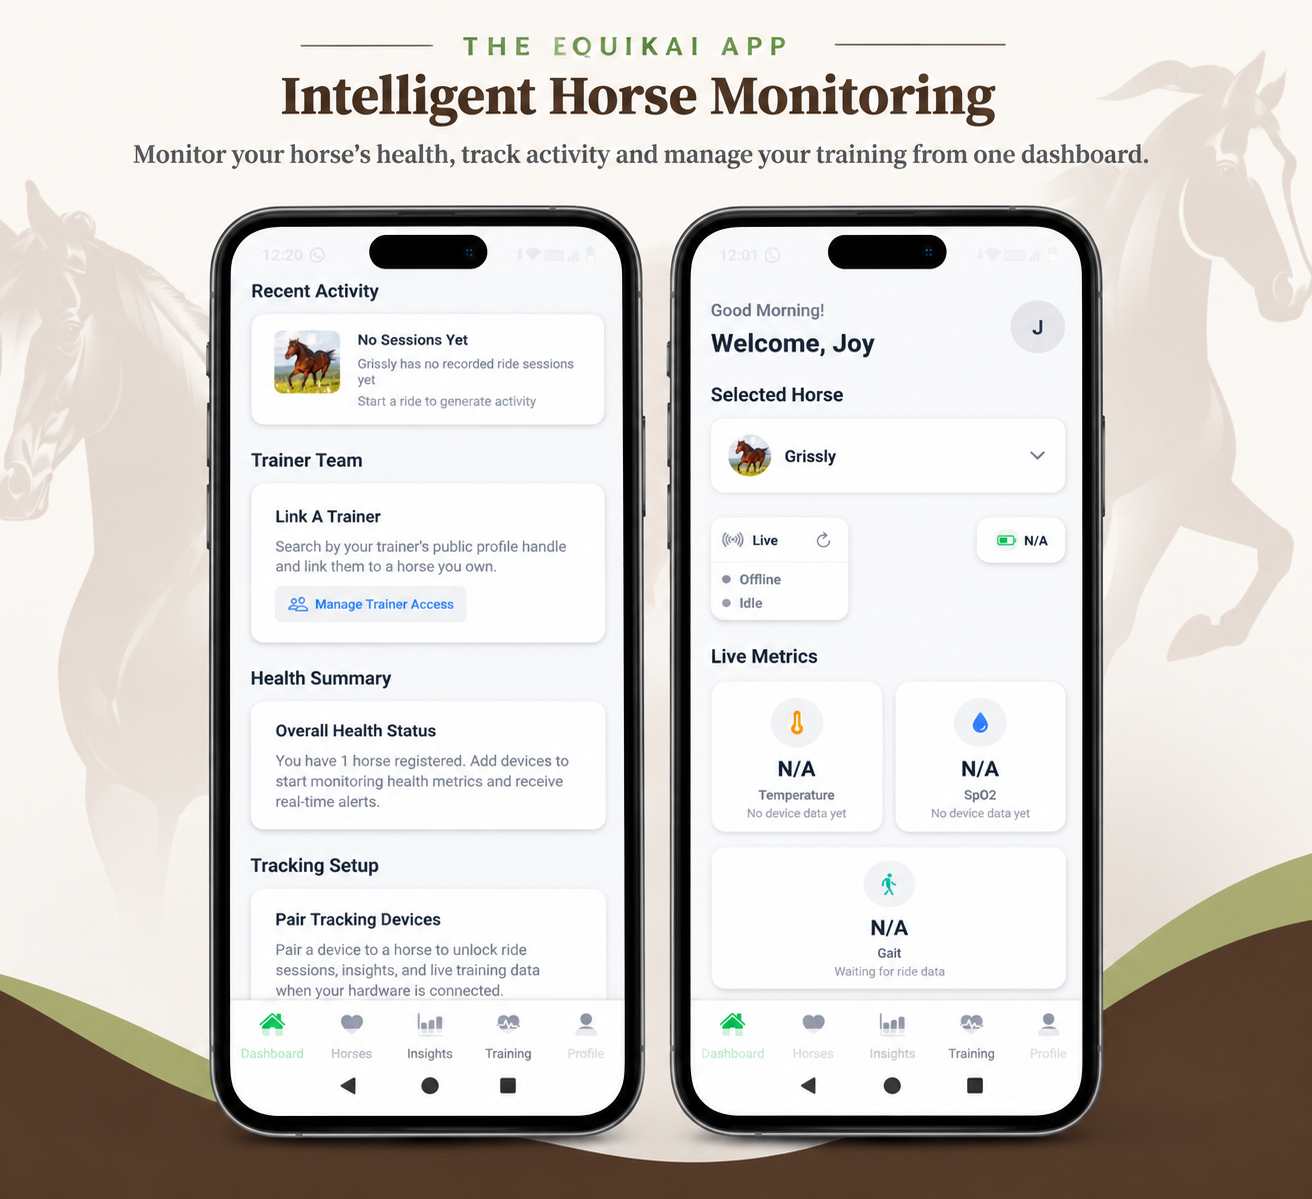 THE EQUIKAI APP
Intelligent Horse Monitoring
Monitor your horse's health, track activity and manage your training from one dashboard.
12:20
Recent Activity
No Sessions Yet
Grissly has no recorded ride sessions
yet
Start a ride to generate activity
Trainer Team
Link A Trainer
Search by your trainer's public profile handle
and link them to a horse you own.
Manage Trainer Access
Health Summary
Overall Health Status
You have 1 horse registered. Add devices to
start monitoring health metrics and receive
real-time alerts.
Tracking Setup
Pair Tracking Devices
Pair a device to a horse to unlock ride
sessions, insights, and live training data
when your hardware is connected.
Dashboard Horses Insights Training Profile
12:01
Good Morning!
Welcome, Joy
J
Selected Horse
Grissly
Live
N/A
Offline
Idle
Live Metrics
N/A
Temperature
No device data yet
N/A
SpO2
No device data yet
N/A
Gait
Waiting for ride data
Dashboard Horses Insights Training Profile